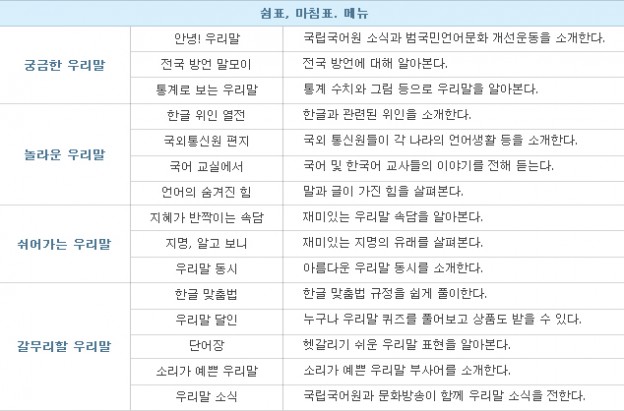 쉼표, 마침표. 메뉴
궁금한 우리말
안녕! 우리말 국립국어원 소식과 범국민언어문화 개선운동을 소개한다.
전국 방언 말모이 전국 방언에 대해 알아본다.
통계로 보는 우리말 통계 수치와 그림 등으로 우리말을 알아본다.
놀라운 우리말
한글 위인 열전 한글과 관련된 위인을 소개한다.
국외통신원 편지 국외 통신원들이 각 나라의 언어생활 등을 소개한다.
국어 교실에서 국어 및 한국어 교사들의 이야기를 전해 듣는다.
언어의 숨겨진 힘 말과 글이 가진 힘을 살펴본다.
쉬어가는 우리말
지혜가 반짝이는 속담 재미있는 우리말 속담을 알아본다.
지명, 알고 보니 재미있는 지명의 유래를 살펴본다.
우리말 동시 아름다운 우리말 동시를 소개한다.
갈무리할 우리말
한글 맞춤법 한글 맞춤법 규정을 쉽게 풀이한다.
우리말 달인 누구나 우리말 퀴즈를 풀어보고 상품도 받을 수 있다.
단어장 헷갈리기 쉬운 우리말 표현을 알아본다.
소리가 예쁜 우리말 소리가 예쁜 우리말 부사어를 소개한다.
우리말 소식 국립국어원과 문화방송이 함께 우리말 소식을 전한다.